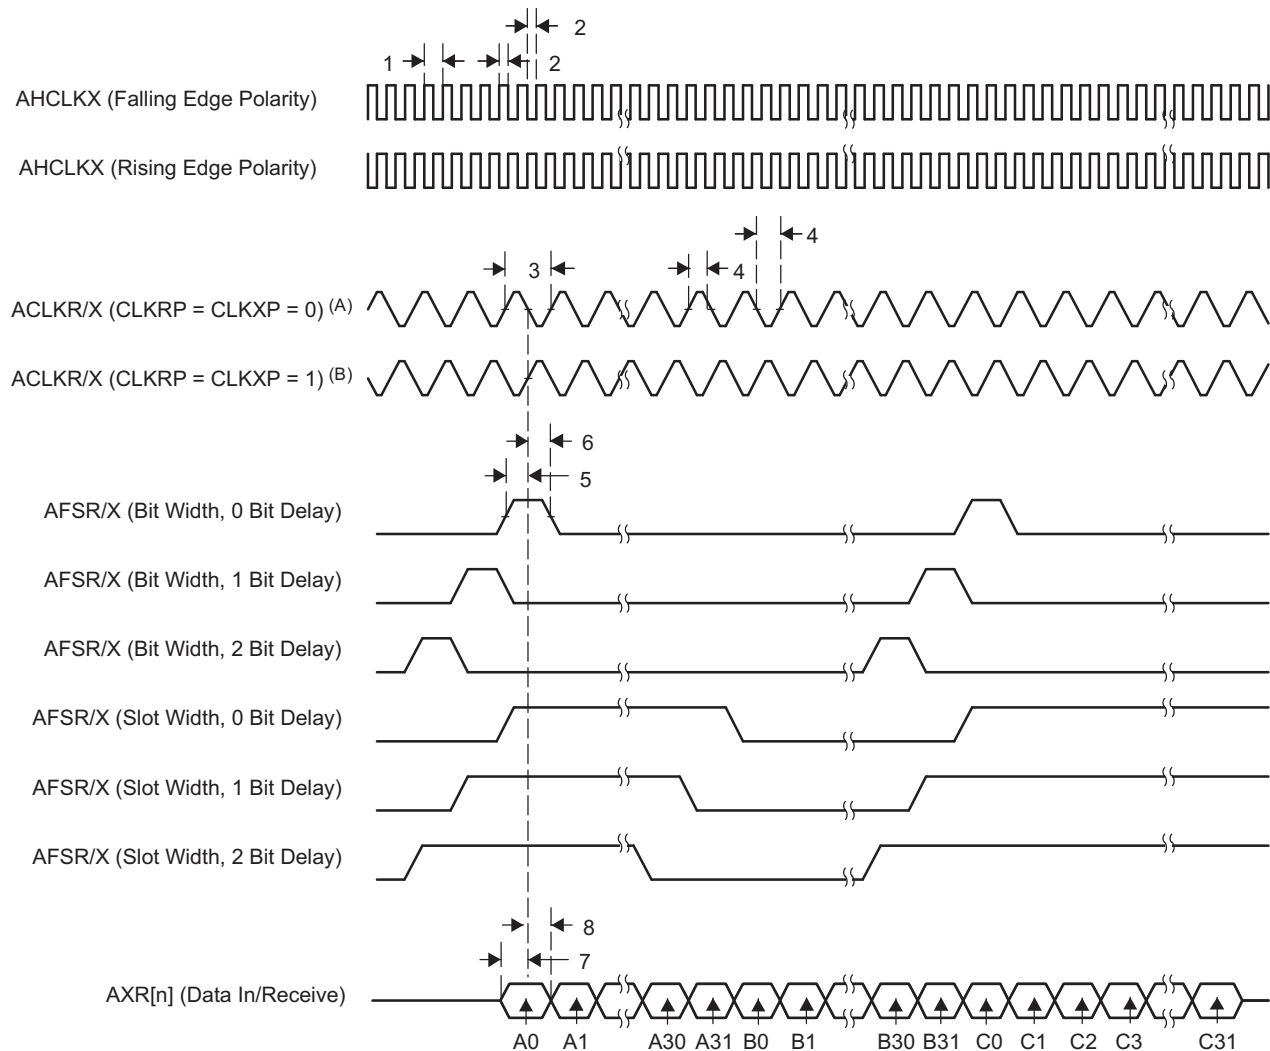 2
1
2
AHCLKX (Falling Edge Polarity)
AHCLKX (Rising Edge Polarity)
4
3
4
ACLKR/X (CLKRP = CLKXP = 0) (A)
ACLKR/X (CLKRP = CLKXP = 1) (B)
6
5
AFSR/X (Bit Width, 0 Bit Delay)
AFSR/X (Bit Width, 1 Bit Delay)
AFSR/X (Bit Width, 2 Bit Delay)
AFSR/X (Slot Width, 0 Bit Delay)
AFSR/X (Slot Width, 1 Bit Delay)
AFSR/X (Slot Width, 2 Bit Delay)
8
7
AXR[n] (Data In/Receive)
A0 A1 A30 A31 B0 B1 B30 B31 C0 C1 C2 C3 C31